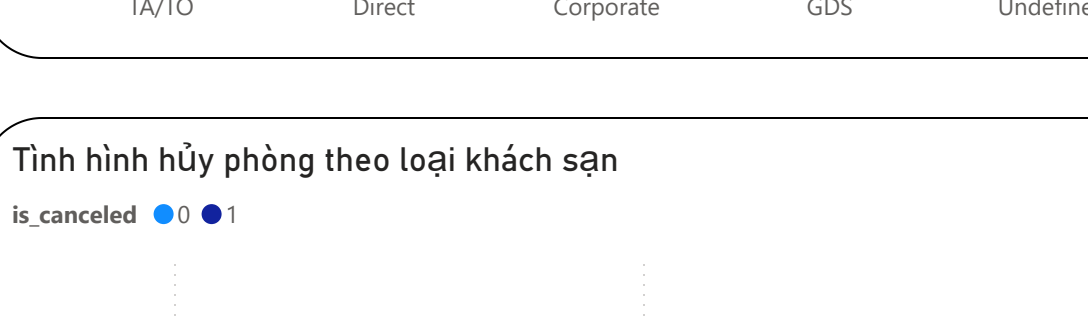 TA/TO Direct Corporate GDS
Tình hình hủy phòng theo loại khách sạn
is_canceled 0 1